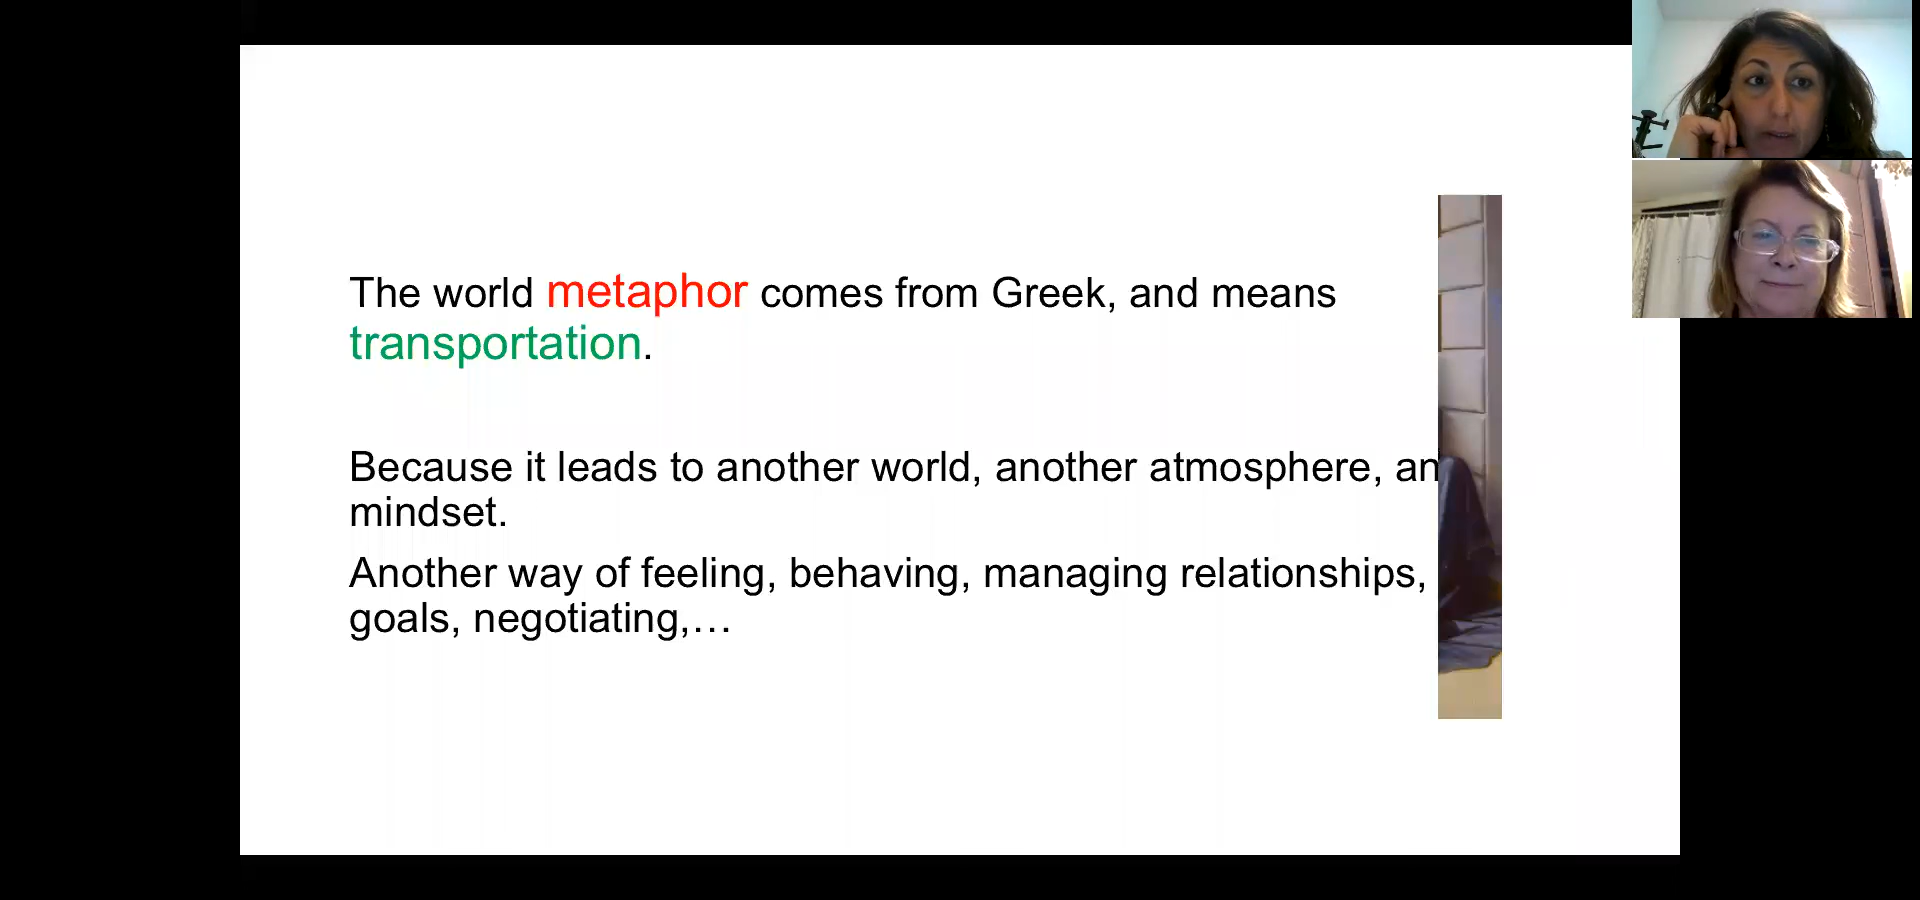 The world metaphor comes from Greek, and means
transportation.
Because it leads to another world, another atmosphere,
mindset.
Another way of feeling, behaving, managing relationships,
goals, negotiating,…